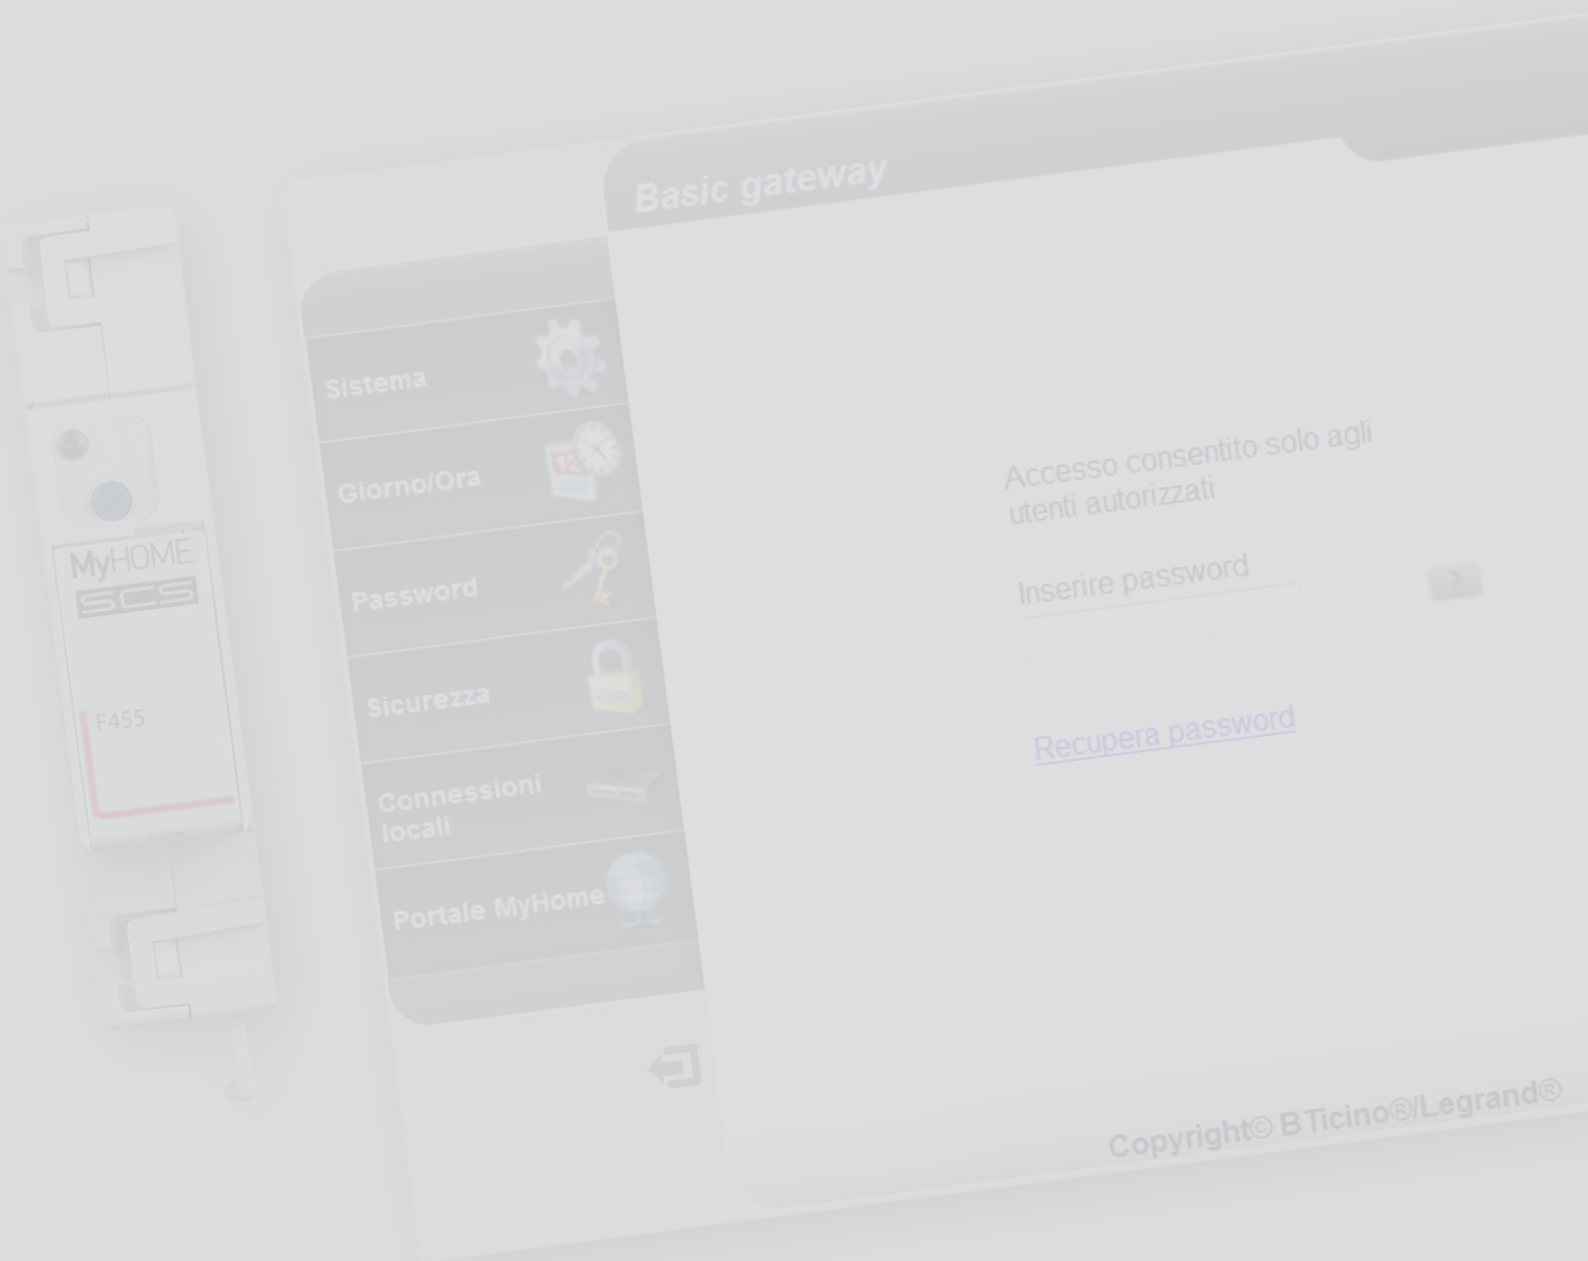 Basic gateway
Sistema
Giorno/Ora
12
Password
Sicurezza
Connessioni
locali
Portale MyHome
Accesso consentito solo agli
utenti autorizzati
Inserire password
>
Recupera password
Copyright© BTicino®/Legrand®
MyHOME
SCS
F455